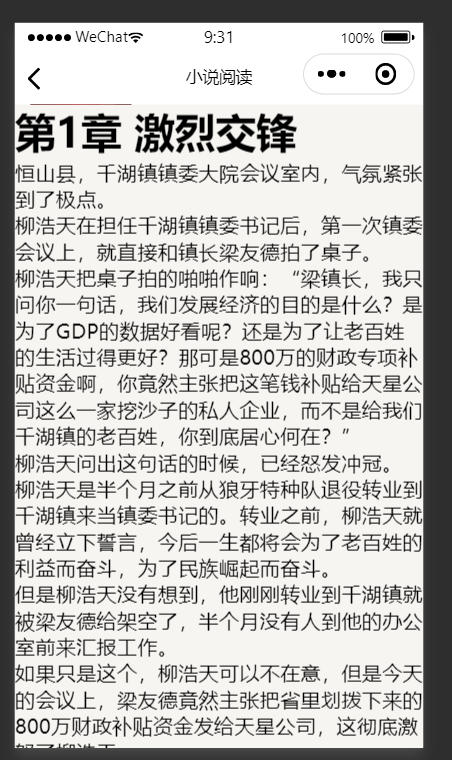 WeChat
9:31
100%
小说阅读
第1章 激烈交锋
恒山县，千湖镇镇委大院会议室内，气氛紧张
到了极点。
柳浩天在担任千湖镇镇委书记后，第一次镇委
会议上，就直接和镇长梁友德拍了桌子。
柳浩天把桌子拍的啪啪作响：“梁镇长，我只
问你一句话，我们发展经济的目的是什么？是
为了GDP的数据好看呢？还是为了让老百姓
的生活过得更好？那可是800万的财政专项补
贴资金啊，你竟然主张把这笔钱补贴给天星公
司这么一家挖沙子的私人企业，而不是给我们
千湖镇的老百姓，你到底居心何在？”
柳浩天问出这句话的时候，已经怒发冲冠。
柳浩天是半个月之前从狼牙特种队退役转业到
千湖镇来当镇委书记的。转业之前，柳浩天就
曾经立下誓言，今后一生都将会为了老百姓的
利益而奋斗，为了民族崛起而奋斗。
但是柳浩天没有想到，他刚刚转业到千湖镇就
被梁友德给架空了，半个月没有人到他的办公
室前来汇报工作。
如果只是这个，柳浩天可以不在意，但是今天
的会议上，梁友德竟然主张把省里划拨下来的
800万财政补贴资金发给天星公司，这彻底激